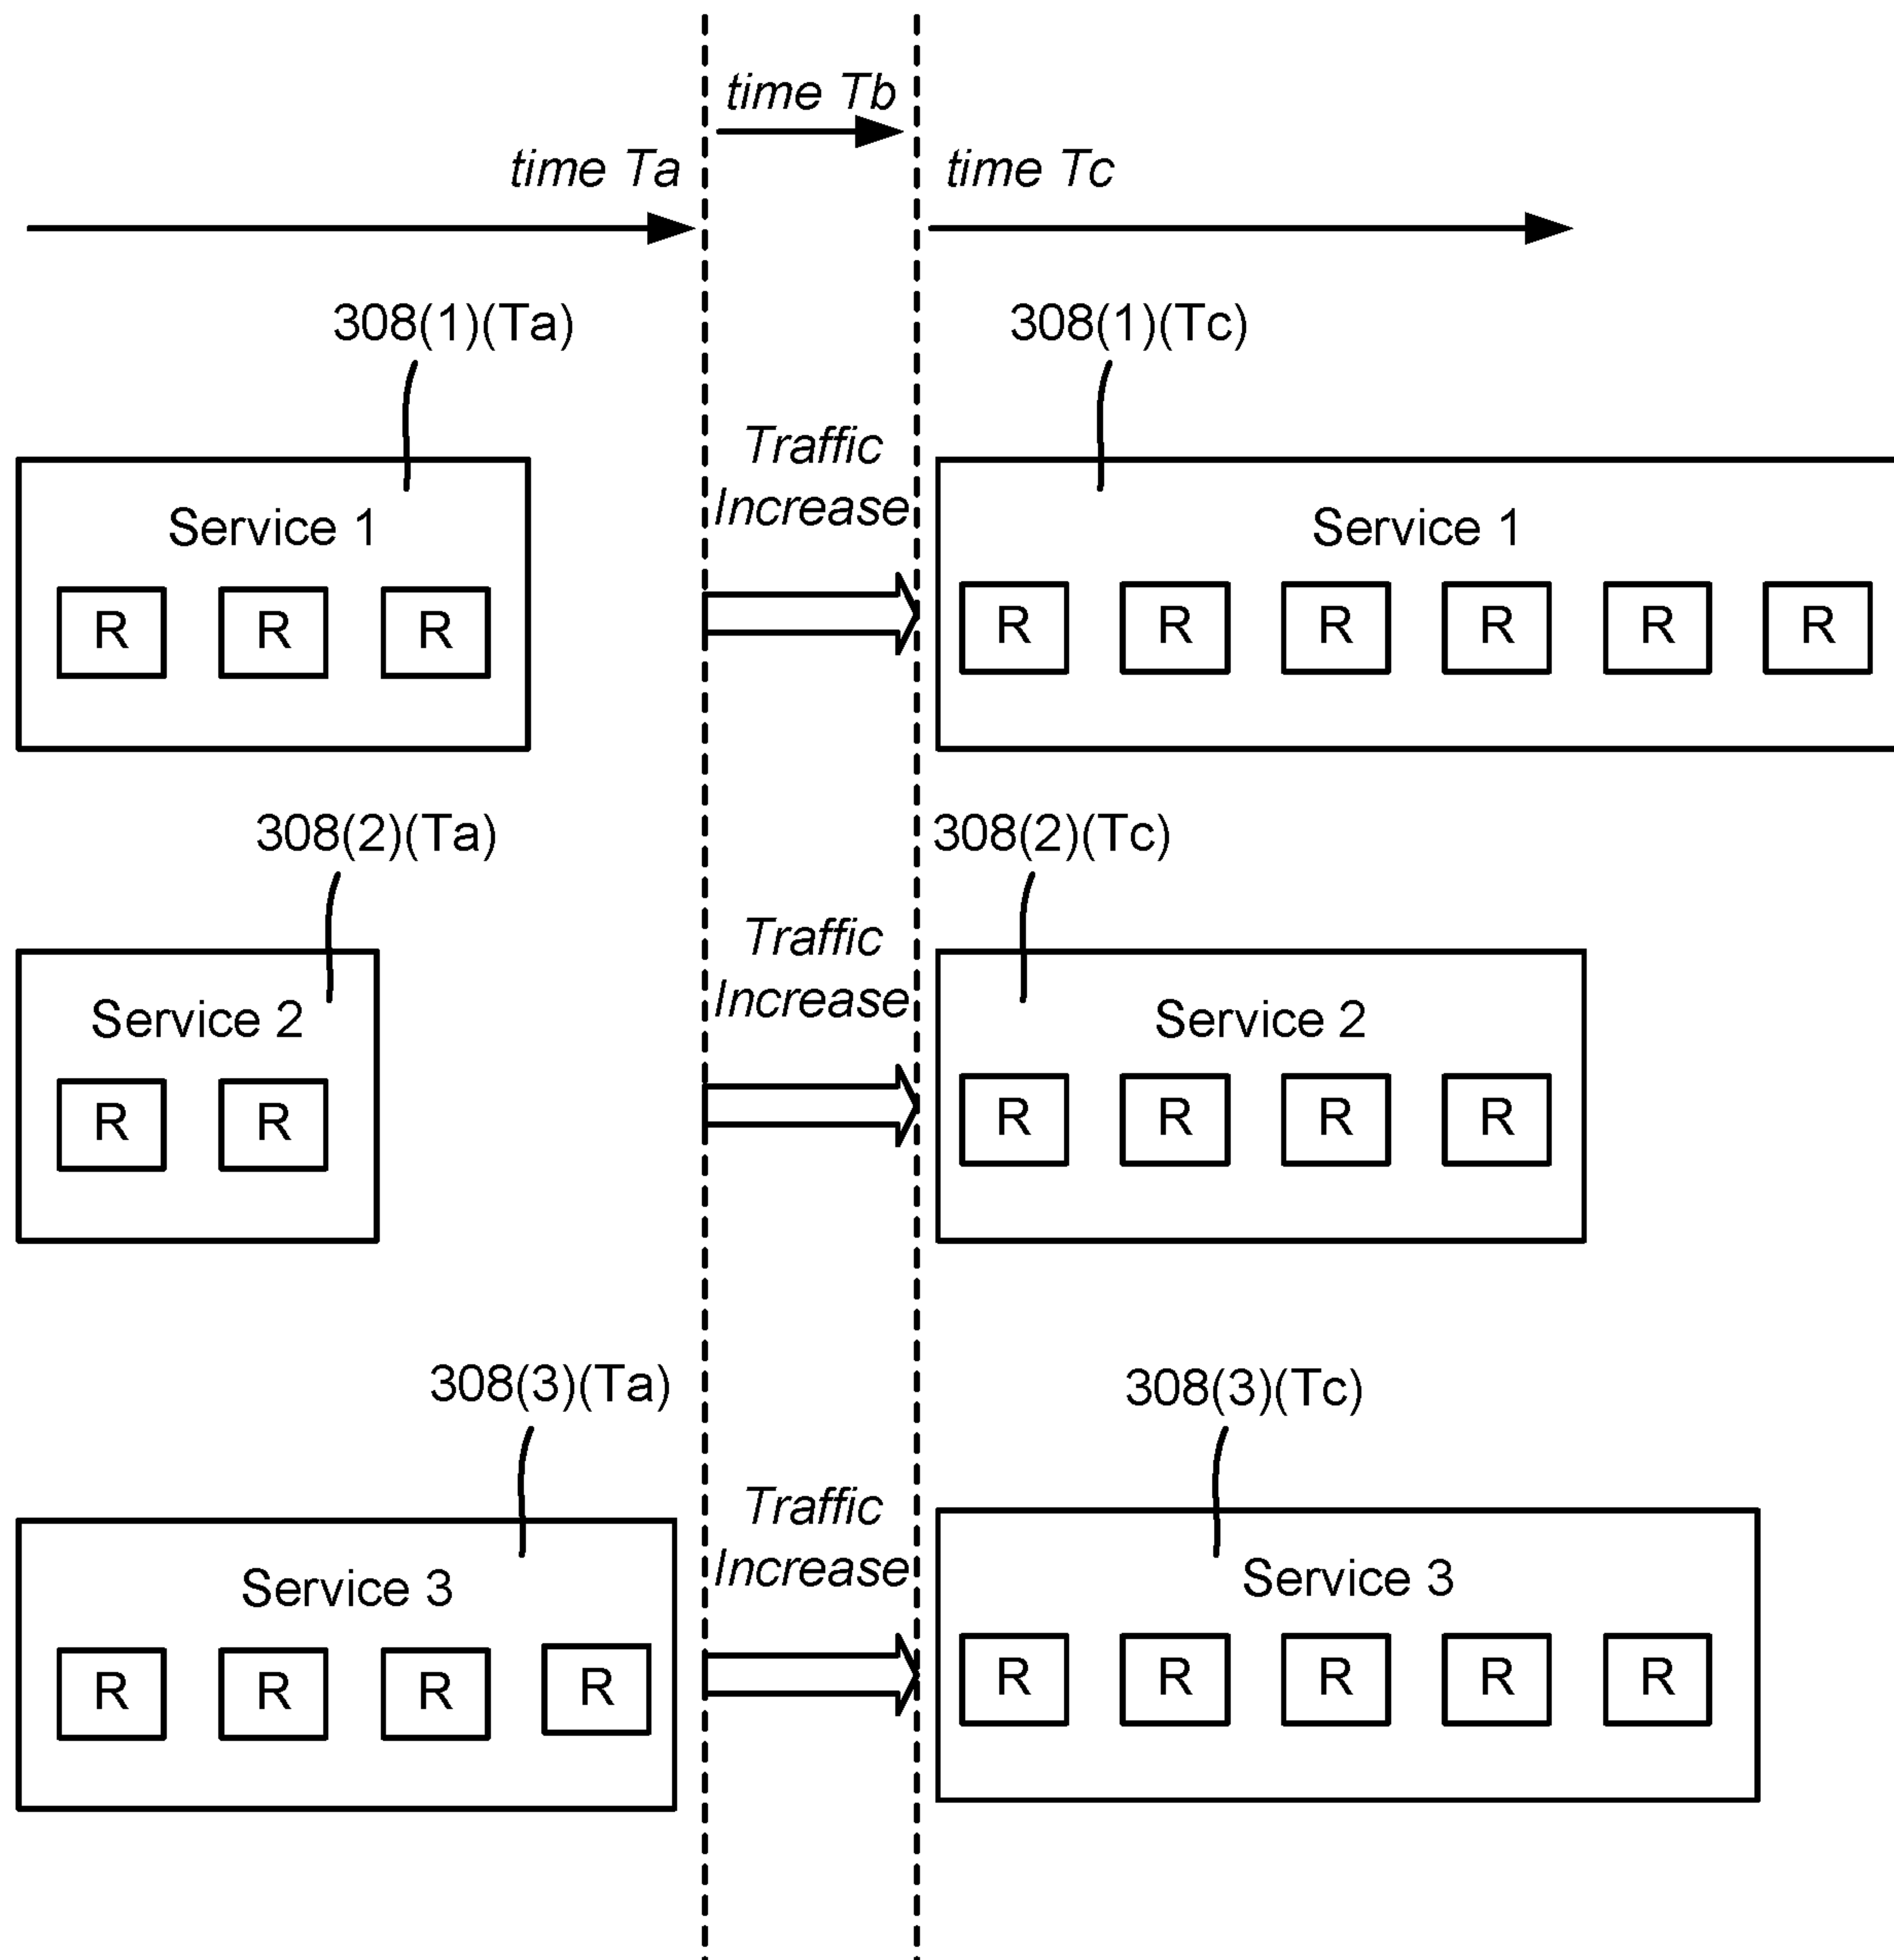 time Tb
time Ta
time Tc
308(1)(Ta)
308(1)(Tc)
Traffic
Increase
Service 1
Service 1
R R R
R R R R R R
308(2)(Ta)
308(2)(Tc)
Traffic
Increase
Service 2
Service 2
R R
R R R R
308(3)(Ta)
308(3)(Tc)
Traffic
Increase
Service 3
Service 3
R R R R
R R R R R